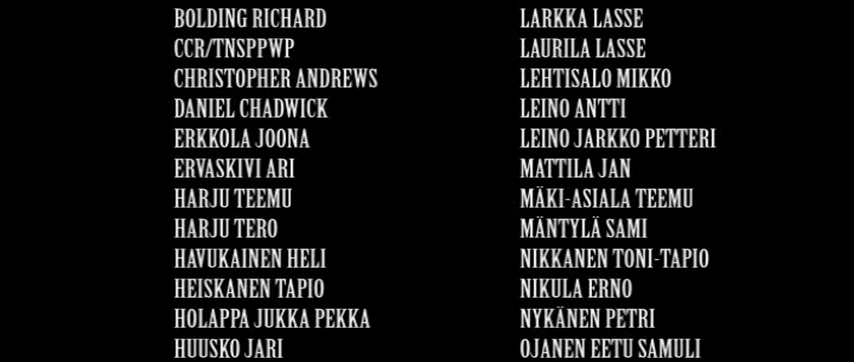 BOLDING RICHARD
CCR/TNSPPWP
CHRISTOPHER ANDREWS
DANIEL CHADWICK
ERKKOLA JOONA
ERVASKIVI ARI
HARJU TEEMU
HARJU TERO
HAVUKAINEN HELI
HEISKANEN TAPIO
HOLAPPA JUKKA PEKKA
HUUSKO JARI
LARKKA LASSE
LAURILA LASSE
LEHTISALO MIKKO
LEINO ANTTI
LEINO JARKKO PETTERI
MATTILA JAN
MÄKI-ASIALA TEEMU
MÄNTYLÄ SAMI
NIKKANEN TONI-TAPIO
NIKULA ERNO
NYKÄNEN PETRI
OJANEN EETU SAMULI